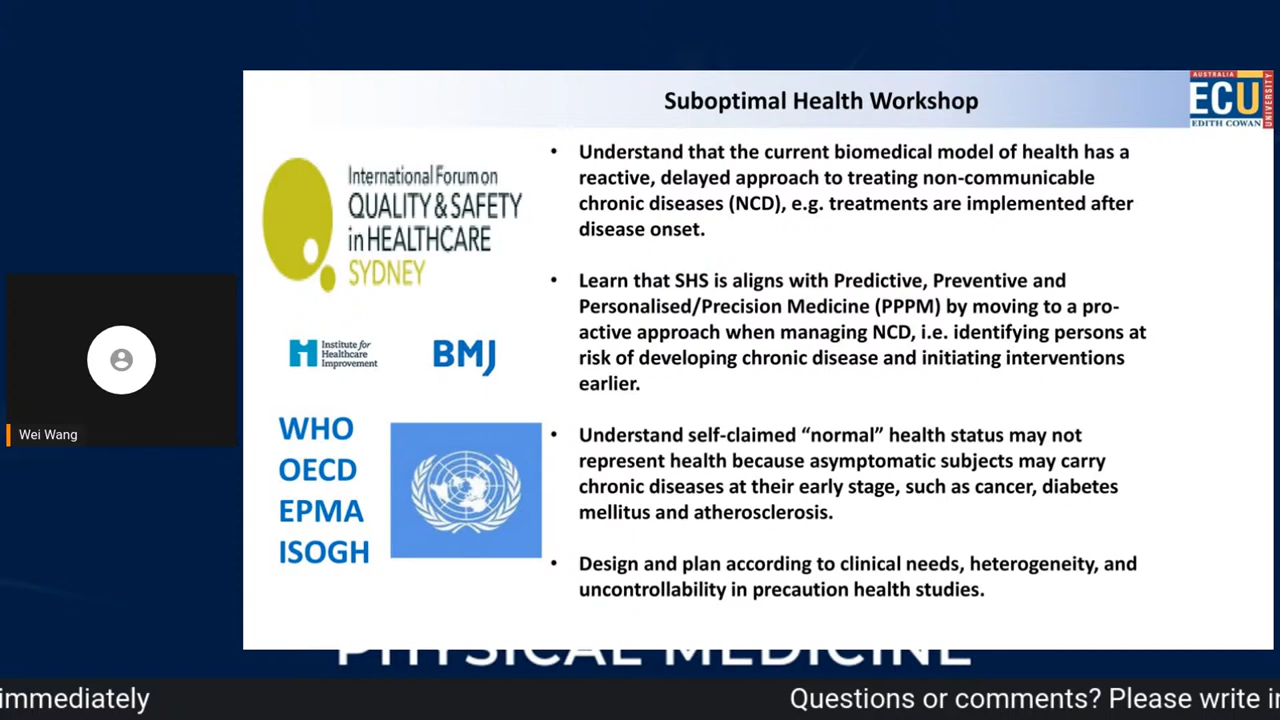 Suboptimal Health Workshop
AUSTRALIA
ECU
EDITH COWAN
UNIVERSITY
International Forum on
QUALITY & SAFETY
in HEALTHCARE
SYDNEY
Institute for
Healthcare
Improvement
BMJ
WHO
OECD
EPMA
ISOGH
• Understand that the current biomedical model of health has a
reactive, delayed approach to treating non-communicable
chronic diseases (NCD), e.g. treatments are implemented after
disease onset.
• Learn that SHS is aligns with Predictive, Preventive and
Personalised/Precision Medicine (PPPM) by moving to a pro-
active approach when managing NCD, i.e. identifying persons at
risk of developing chronic disease and initiating interventions
earlier.
• Understand self-claimed “normal” health status may not
represent health because asymptomatic subjects may carry
chronic diseases at their early stage, such as cancer, diabetes
mellitus and atherosclerosis.
• Design and plan according to clinical needs, heterogeneity, and
uncontrollability in precaution health studies.
Wei Wang
PHYSICAL MEDICINE
immediately
Questions or comments? Please write in